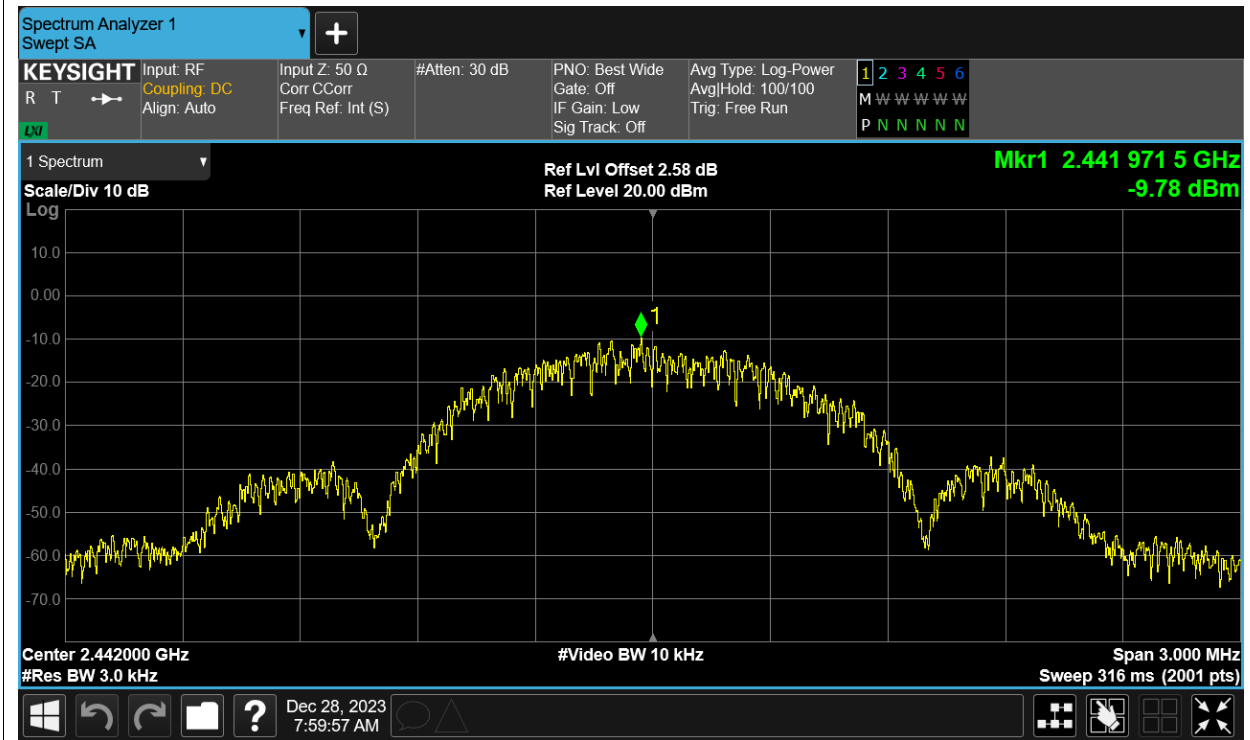 Spectrum Analyzer 1
Swept SA
KEYSIGHT
R T
LXI
Input: RF
Coupling: DC
Align: Auto
Input Z: 50 Ω
Corr CCorr
Freq Ref: Int (S)
#Atten: 30 dB
PNO: Best Wide
Gate: Off
IF Gain: Low
Sig Track: Off
Avg Type: Log-Power
Avg|Hold: 100/100
Trig: Free Run
1 2 3 4 5 6
M W W W W W
P N N N N N N
1 Spectrum
Scale/Div 10 dB
Log
Ref Lvl Offset 2.58 dB
Ref Level 20.00 dBm
Mkr1 2.441 971 5 GHz
-9.78 dBm
10.0
0.00
-10.0
-20.0
-30.0
-40.0
-50.0
-60.0
-70.0
1
Center 2.442000 GHz
#Res BW 3.0 kHz
#Video BW 10 kHz
Span 3.000 MHz
Sweep 316 ms (2001 pts)
?
Dec 28, 2023
7:59:57 AM